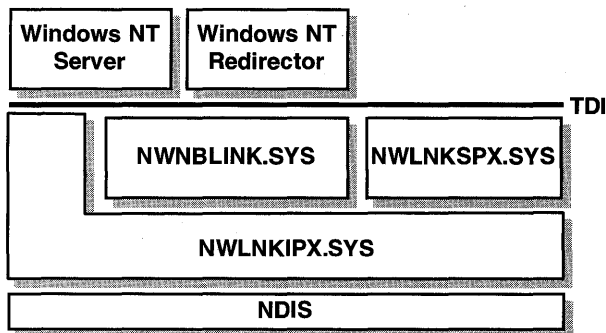 Windows NT
Server
Windows NT
Redirector
TDI
NWNBLINK.SYS
NWLNKSPX.SYS
NWLNKIPX.SYS
NDIS